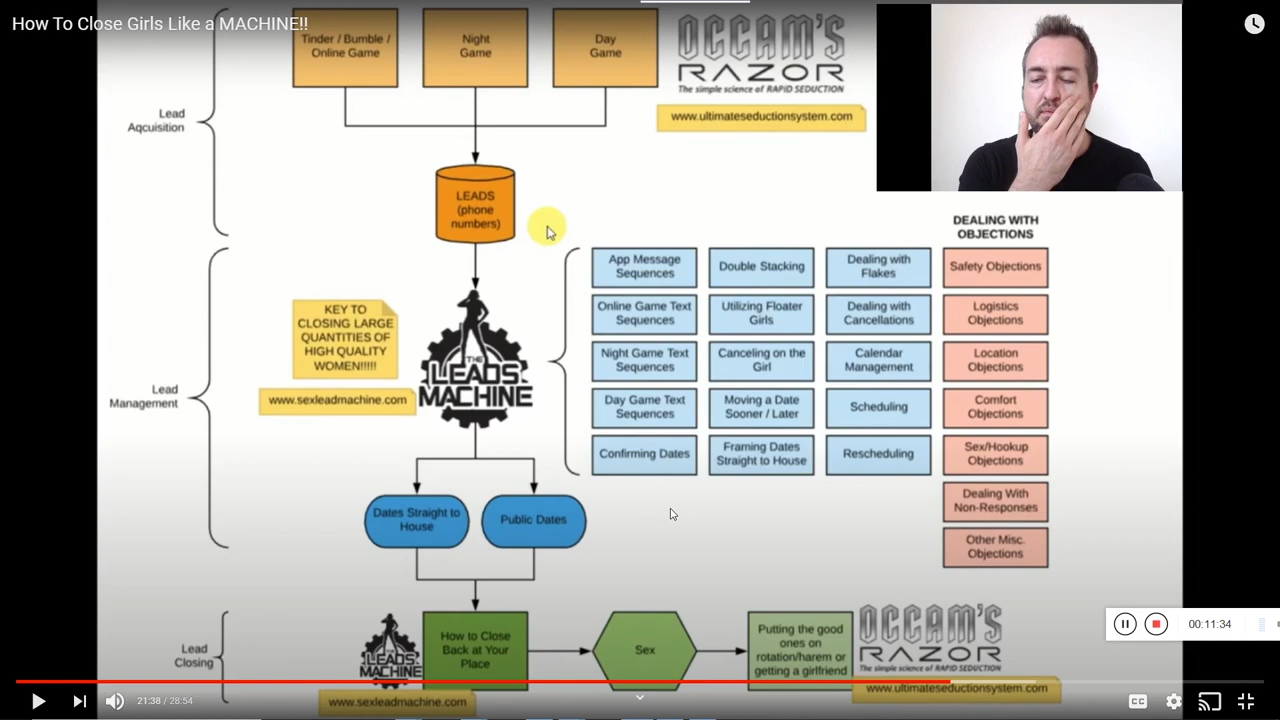 How To Close Girls Like a MACHINE!!
Tinder / Bumble /
Online Game
Night
Game
Day
Game
OCCAM'S
RAZOR
The simple science of RAPID SEDUCTION
www.ultimateseductionsystem.com
Lead
Aqcuisition
LEADS
(phone
numbers)
DEALING WITH
OBJECTIONS
App Message
Sequences
Double Stacking
Dealing with
Flakes
Safety Objections
Online Game Text
Sequences
Utilizing Floater
Girls
Dealing with
Cancellations
Logistics
Objections
Night Game Text
Sequences
Canceling on the
Girl
Calendar
Management
Location
Objections
Day Game Text
Sequences
Moving a Date
Sooner / Later
Scheduling
Comfort
Objections
Confirming Dates
Framing Dates
Straight to House
Rescheduling
Sex/Hookup
Objections
Dealing With
Non-Responses
Other Misc.
Objections
KEY TO
CLOSING LARGE
QUANTITIES OF
HIGH QUALITY
WOMEN!!!!!
www.sexleadmachine.com
THE
LEADS
MACHINE
Lead
Management
Dates Straight to
House
Public Dates
Lead
Closing
THE
LEADS
MACHINE
How to Close
Back at Your
Place
Sex
Putting the good
ones on
rotation/harem or
getting a girlfriend
OCCAM'S
RAZOR
The simple science of RAPID SEDUCTION
www.ultimateseductionsystem.com
www.sexleadmachine.com
00:11:34
21:38 / 28:54
CC